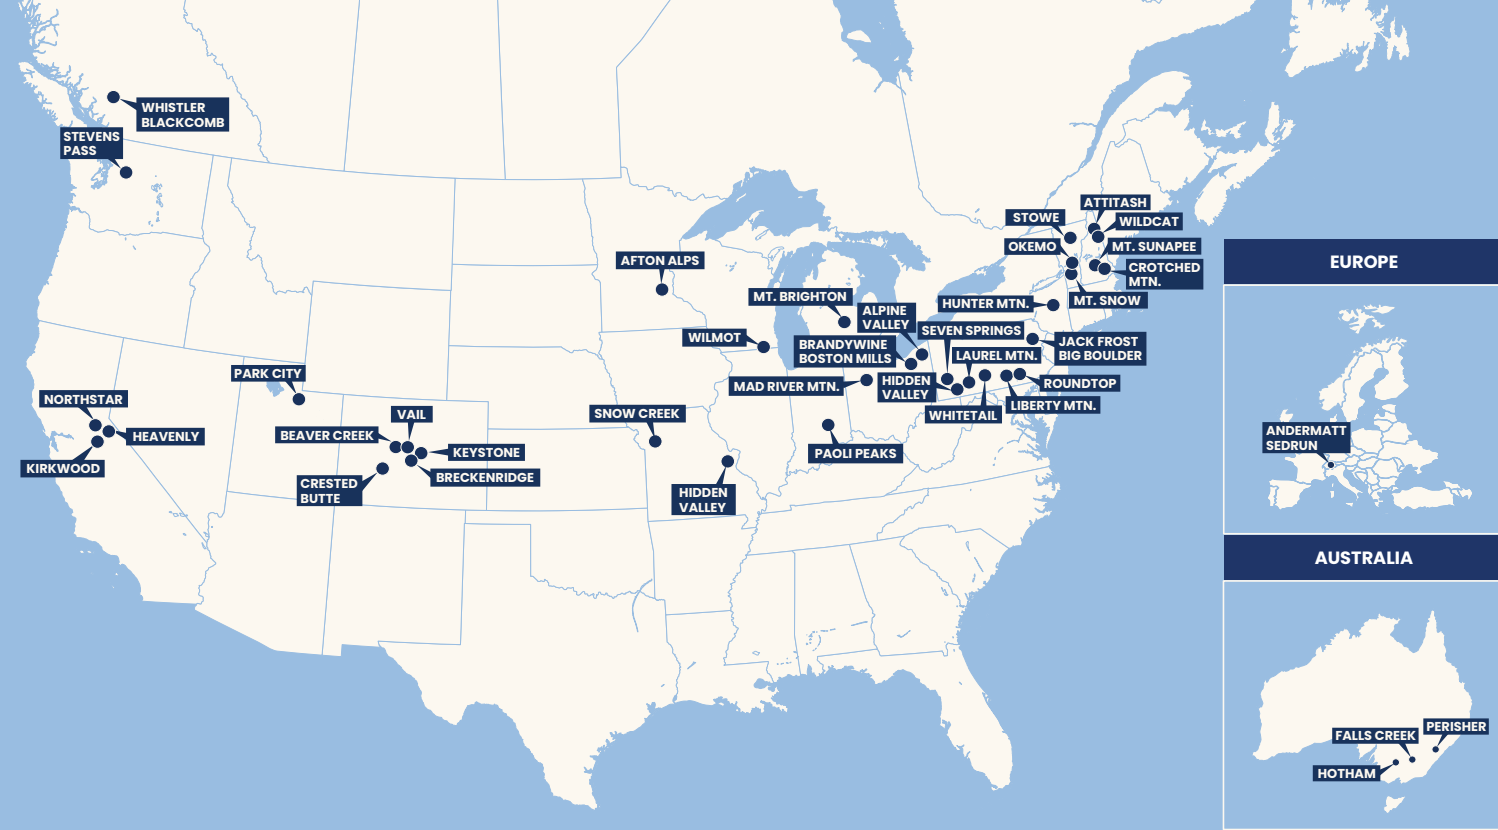 WHISTLER
BLACKCOMB
STEVENS
PASS
ATTITASH
STOWE
WILDCAT
OKEMO
MT. SUNAPEE
CROTCHED
MTN.
AFTON ALPS
MT. BRIGHTON
HUNTER MTN.
MT. SNOW
ALPINE
VALLEY
SEVEN SPRINGS
WILMOT
BRANDYWINE
BOSTON MILLS
JACK FROST
BIG BOULDER
LAUREL MTN.
PARK CITY
MAD RIVER MTN.
HIDDEN
VALLEY
ROUNDTOP
NORTHSTAR
LIBERTY MTN.
WHITETAIL
VAIL
SNOW CREEK
HEAVENLY
BEAVER CREEK
KEYSTONE
PAOLI PEAKS
KIRKWOOD
BRECKENRIDGE
CRESTED
BUTTE
HIDDEN
VALLEY
EUROPE
ANDERMATT
SEDRUN
AUSTRALIA
PERISHER
FALLS CREEK
HOTHAM